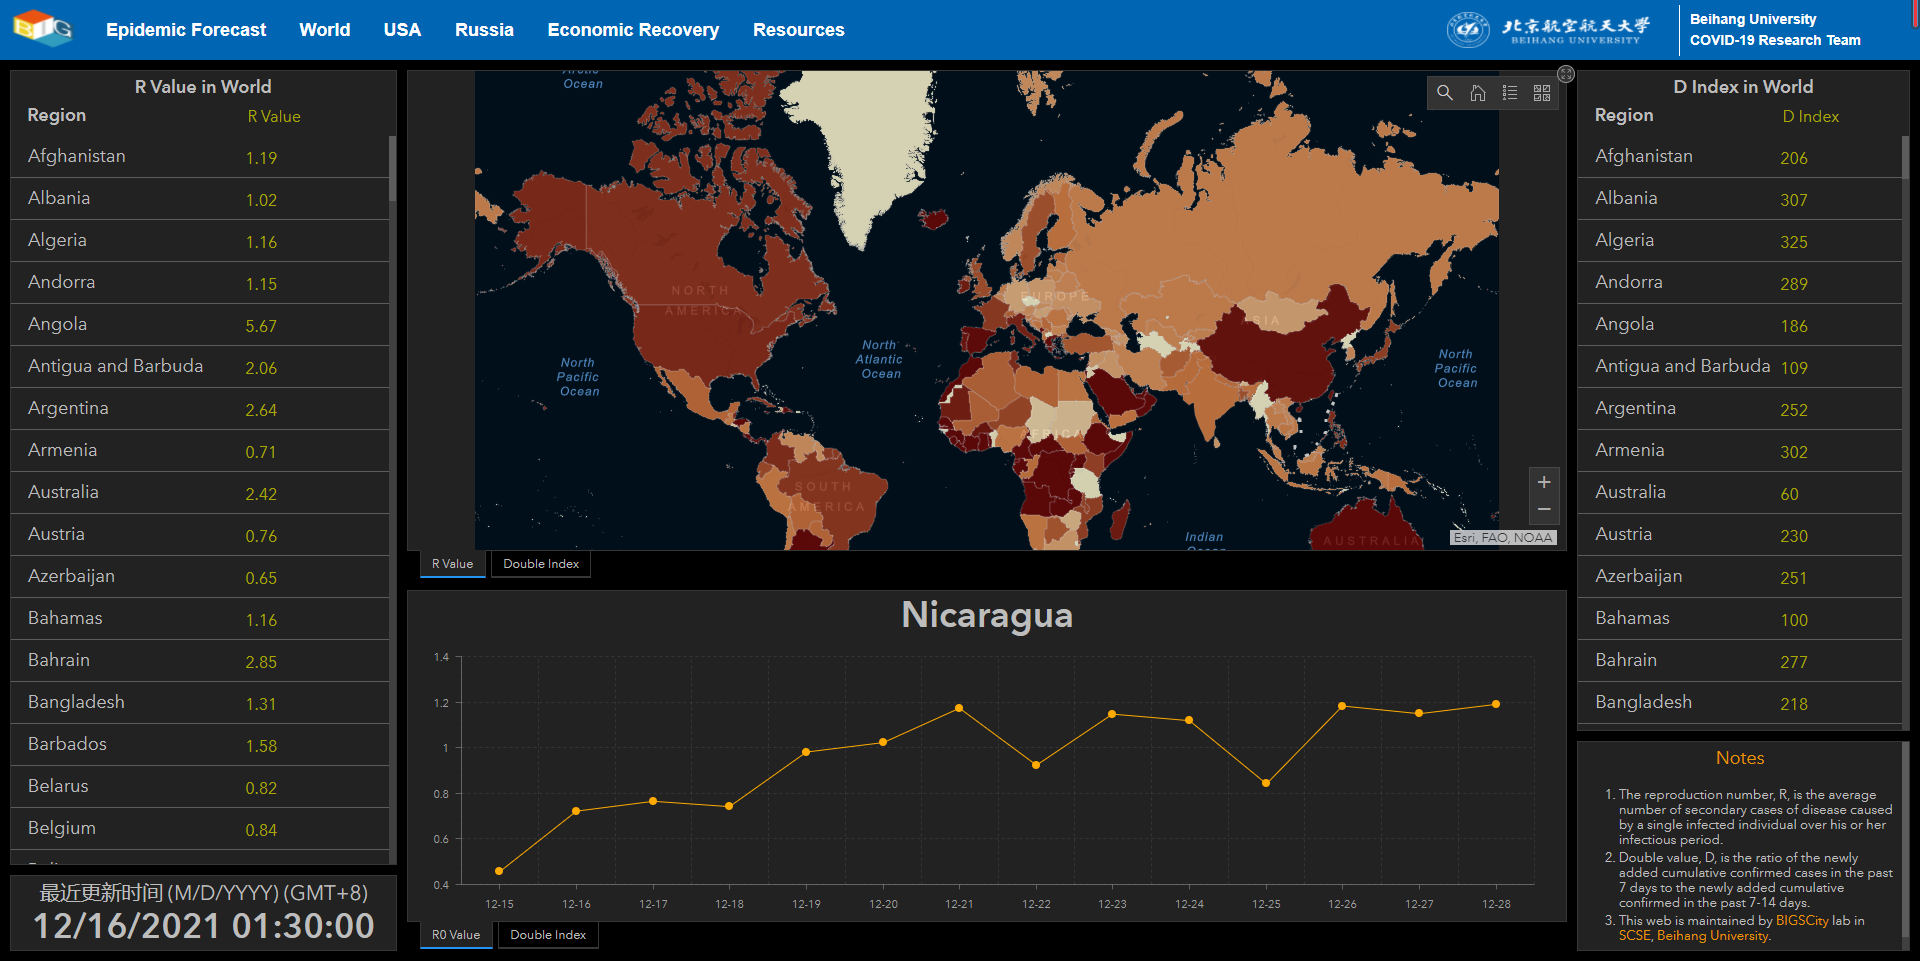 BIG
Epidemic Forecast
World
USA
Russia
Economic Recovery
Resources
北京航空航天大学
BEIHANG UNIVERSITY
Beihang University
COVID-19 Research Team
R Value in World
Region
R Value
Afghanistan
1.19
Albania
1.02
Algeria
1.16
Andorra
1.15
Angola
5.67
Antigua and Barbuda
2.06
Argentina
2.64
Armenia
0.71
Australia
2.42
Austria
0.76
Azerbaijan
0.65
Bahamas
1.16
Bahrain
2.85
Bangladesh
1.31
Barbados
1.58
Belarus
0.82
Belgium
0.84
最近更新时间 (M/D/YYYY) (GMT+8)
12/16/2021 01:30:00
Arctic
Ocean
NORTH
AMERICA
North
Pacific
Ocean
North
Atlantic
Ocean
EUROPE
ASIA
AFRICA
North
Pacific
Ocean
SOUTH
AMERICA
Indian
Ocean
AUSTRALIA
+
−
Esri, FAO, NOAA
R Value
Double Index
Nicaragua
1.4
1.2
1
0.8
0.6
0.4
12-15
12-16
12-17
12-18
12-19
12-20
12-21
12-22
12-23
12-24
12-25
12-26
12-27
12-28
R0 Value
Double Index
D Index in World
Region
D Index
Afghanistan
206
Albania
307
Algeria
325
Andorra
289
Angola
186
Antigua and Barbuda
109
Argentina
252
Armenia
302
Australia
60
Austria
230
Azerbaijan
251
Bahamas
100
Bahrain
277
Bangladesh
218
Notes
1. The reproduction number, R, is the average
number of secondary cases of disease caused
by a single infected individual over his or her
infectious period.
2. Double value, D, is the ratio of the newly
added cumulative confirmed cases in the past
7 days to the newly added cumulative
confirmed in the past 7-14 days.
3. This web is maintained by BIGSCity lab in
SCSE, Beihang University.